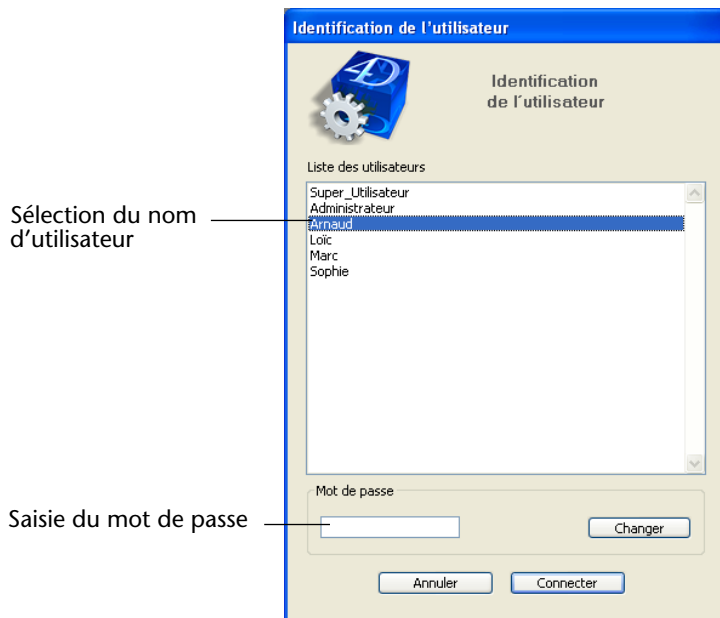 Identification de l'utilisateur
4D
Identification
de l'utilisateur
Liste des utilisateurs
Super_Utilisateur
Administrateur
Arnaud
Loïc
Marc
Sophie
Sélection du nom
d'utilisateur
Mot de passe
Saisie du mot de passe
Changer
Annuler
Connecter